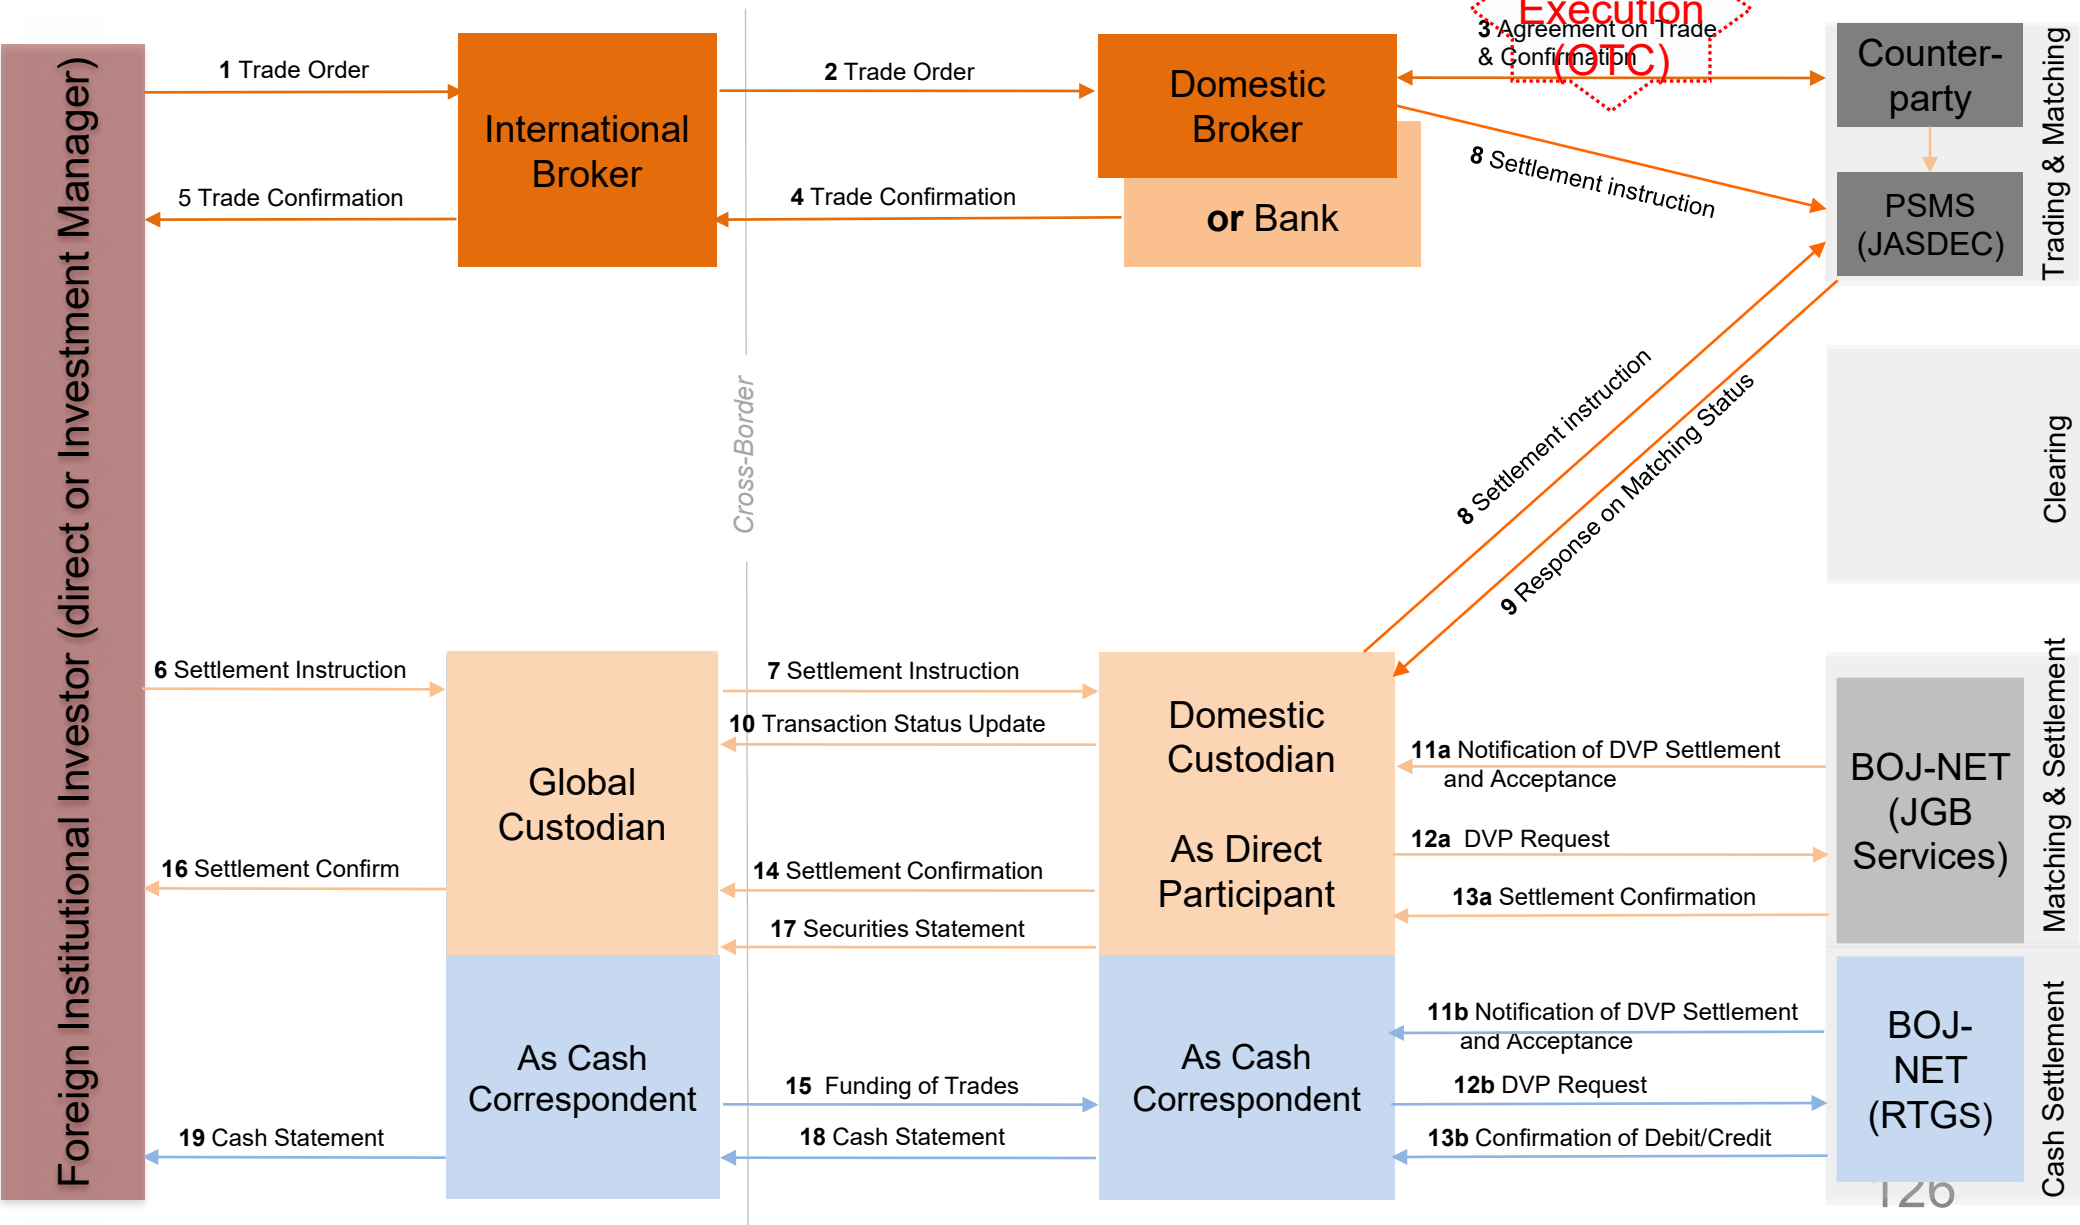 Execution
(OTC)
3 Agreement on Trade
& Confirmation
1 Trade Order
2 Trade Order
International
Broker
Domestic
Broker
or Bank
Counter-
party
PSMS
(JASDEC)
Trading & Matching
5 Trade Confirmation
4 Trade Confirmation
8 Settlement instruction
Foreign Institutional Investor (direct or Investment Manager)
Cross-Border
8 Settlement instruction
9 Response on Matching Status
Clearing
6 Settlement Instruction
7 Settlement Instruction
10 Transaction Status Update
Global
Custodian
Domestic
Custodian
As Direct
Participant
11a Notification of DVP Settlement
and Acceptance
12a DVP Request
13a Settlement Confirmation
BOJ-NET
(JGB
Services)
Matching & Settlement
16 Settlement Confirm
14 Settlement Confirmation
17 Securities Statement
As Cash
Correspondent
As Cash
Correspondent
11b Notification of DVP Settlement
and Acceptance
15 Funding of Trades
12b DVP Request
19 Cash Statement
18 Cash Statement
13b Confirmation of Debit/Credit
BOJ-
NET
(RTGS)
Cash Settlement
126